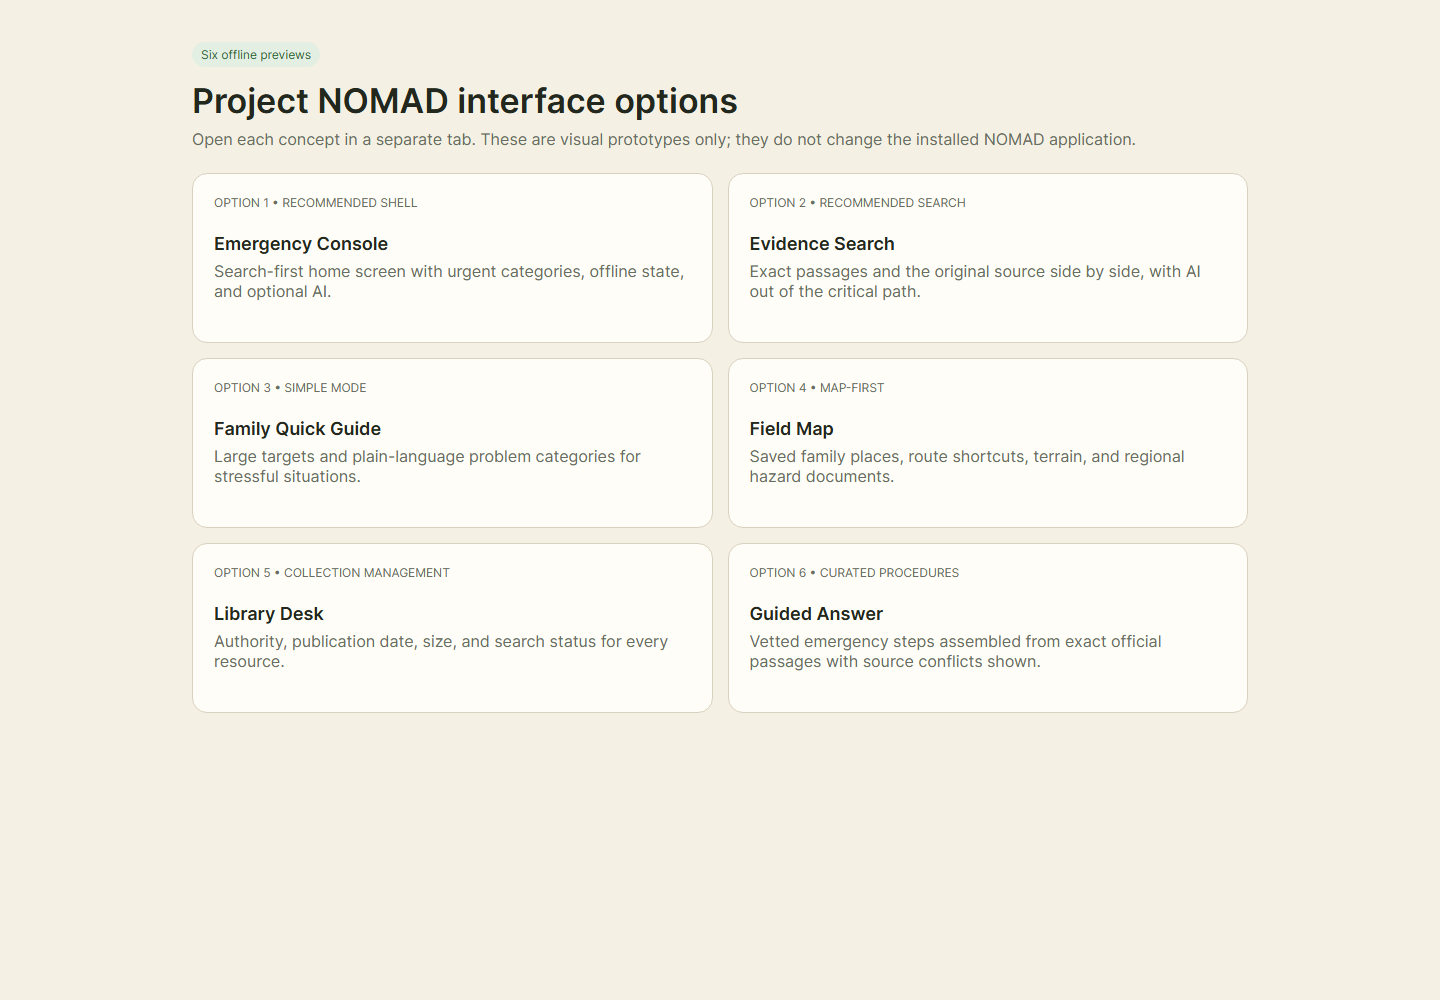 Six offline previews
Project NOMAD interface options
Open each concept in a separate tab. These are visual prototypes only; they do not change the installed NOMAD application.
OPTION 1 • RECOMMENDED SHELL
Emergency Console
Search-first home screen with urgent categories, offline state,
and optional AI.
OPTION 2 • RECOMMENDED SEARCH
Evidence Search
Exact passages and the original source side by side, with AI
out of the critical path.
OPTION 3 • SIMPLE MODE
Family Quick Guide
Large targets and plain-language problem categories for
stressful situations.
OPTION 4 • MAP-FIRST
Field Map
Saved family places, route shortcuts, terrain, and regional
hazard documents.
OPTION 5 • COLLECTION MANAGEMENT
Library Desk
Authority, publication date, size, and search status for every
resource.
OPTION 6 • CURATED PROCEDURES
Guided Answer
Vetted emergency steps assembled from exact official
passages with source conflicts shown.